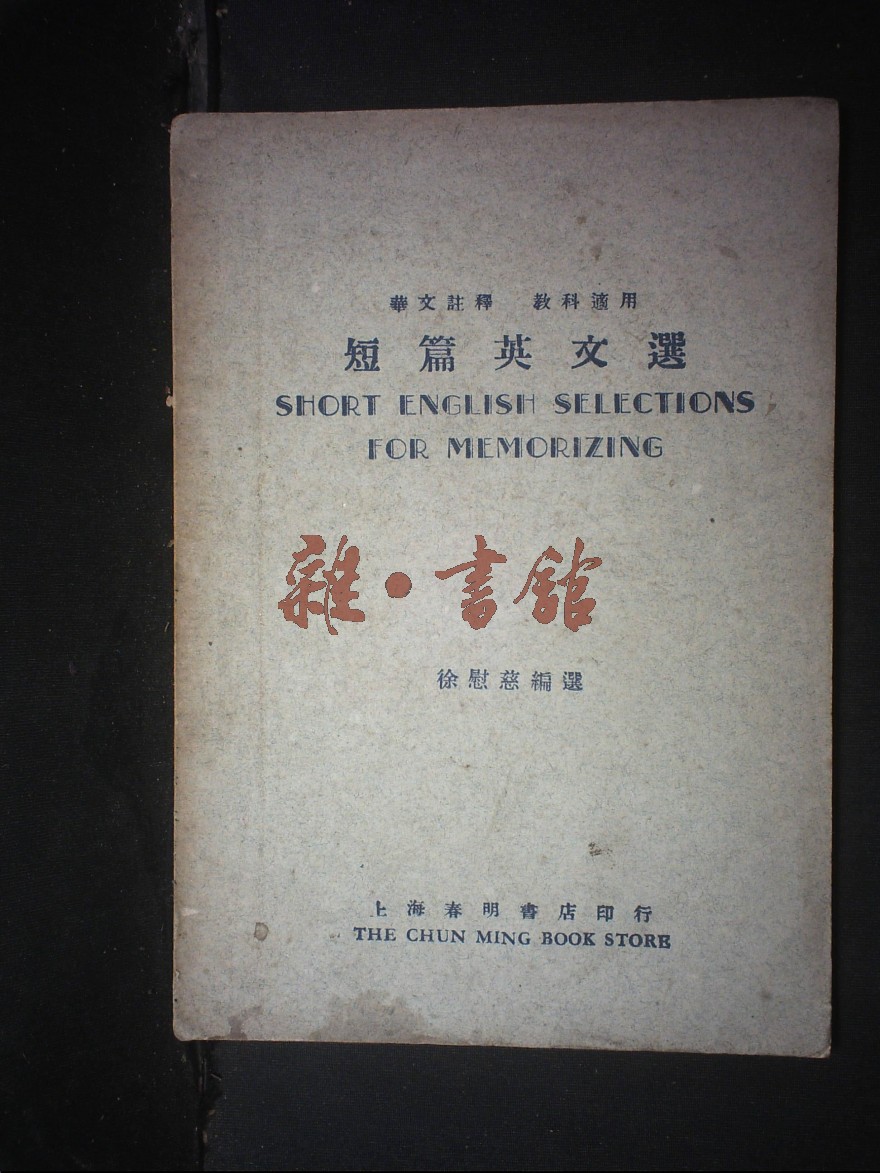 華文註釋 教科適用
短篇英文選
SHORT ENGLISH SELECTIONS
FOR MEMORIZING
雜·書館
徐慰慈編選
上海春明書店印行
THE CHUN MING BOOK STORE